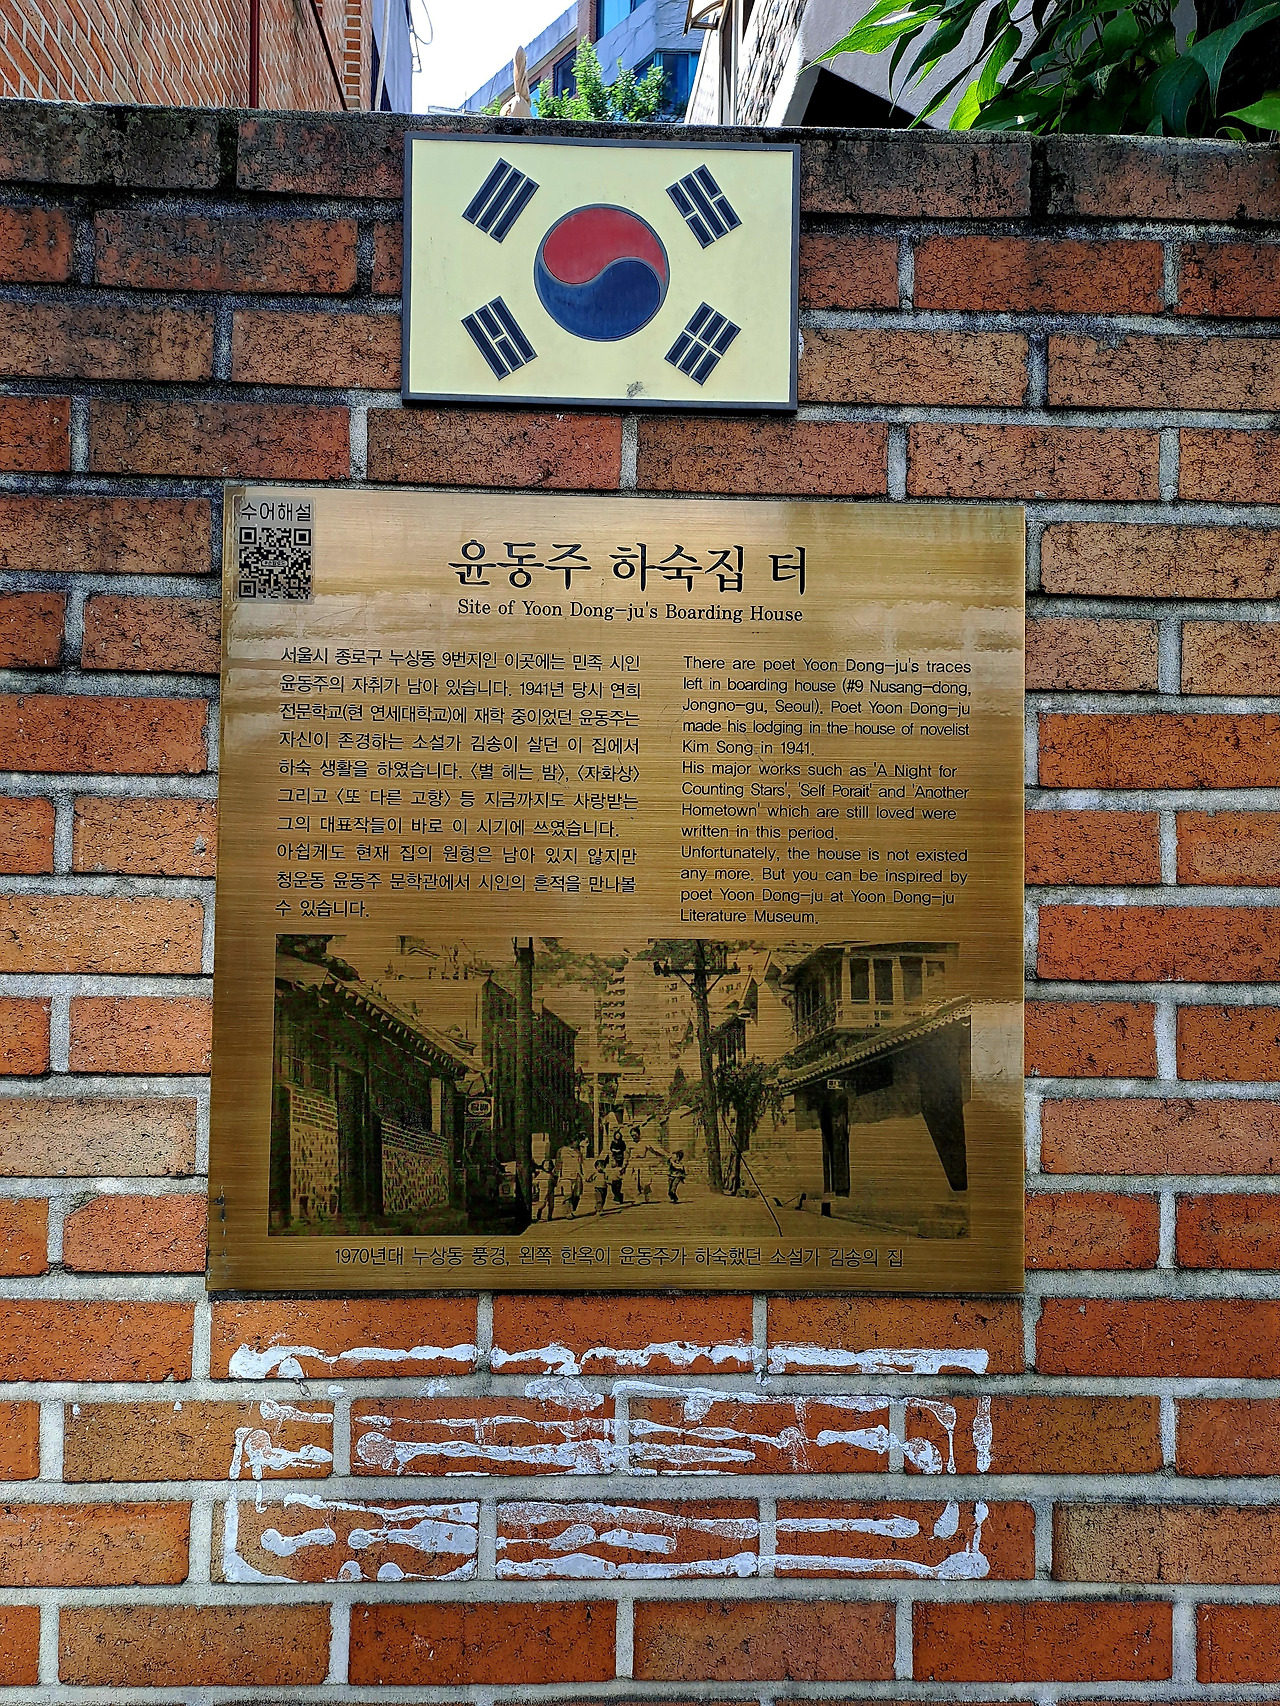 수어해설
윤동주 하숙집 터
Site of Yoon Dong-ju's Boarding House
서울시 종로구 누상동 9번지인 이곳에는 민족 시인
윤동주의 자취가 남아 있습니다. 1941년 당시 연희
전문학교(현 연세대학교)에 재학 중이었던 윤동주는
자신이 존경하는 소설가 김송이 살던 이 집에서
하숙 생활을 하였습니다. <별 헤는 밤>, <자화상>
그리고 <또 다른 고향> 등 지금까지도 사랑받는
그의 대표작들이 바로 이 시기에 쓰였습니다.
아쉽게도 현재 집의 원형은 남아 있지 않지만
청운동 윤동주 문학관에서 시인의 흔적을 만나볼
수 있습니다.
There are poet Yoon Dong-ju's traces
left in boarding house (#9 Nusang-dong,
Jongno-gu, Seoul). Poet Yoon Dong-ju
made his lodging in the house of novelist
Kim Song in 1941.
His major works such as 'A Night for
Counting Stars', 'Self Porait' and 'Another
Hometown' which are still loved were
written in this period.
Unfortunately, the house is not existed
any more. But you can be inspired by
poet Yoon Dong-ju at Yoon Dong-ju
Literature Museum.
1970년대 누상동 풍경, 왼쪽 한옥이 윤동주가 하숙했던 소설가 김송의 집